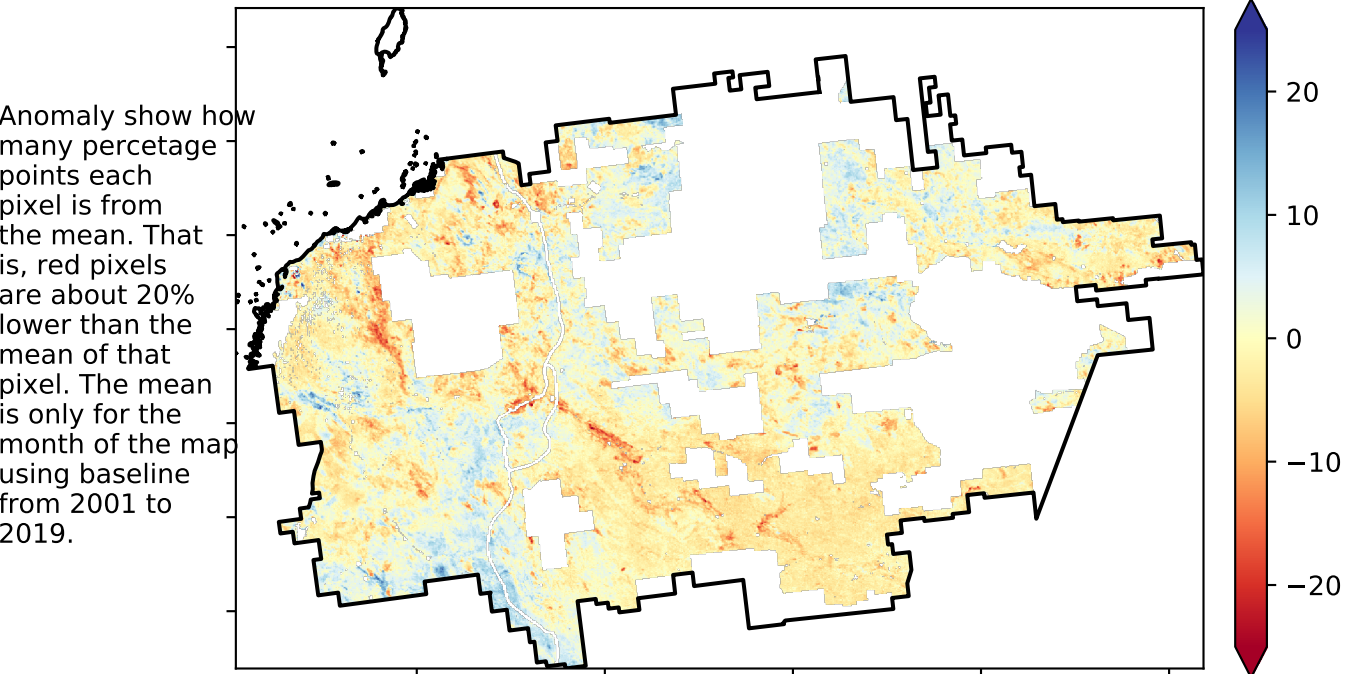 Anomaly show how
many percetage
points each
pixel is from
the mean. That
is, red pixels
are about 20%
lower than the
mean of that
pixel. The mean
is only for the
month of the map
using baseline
from 2001 to
2019.
20
10
0
−10
−20